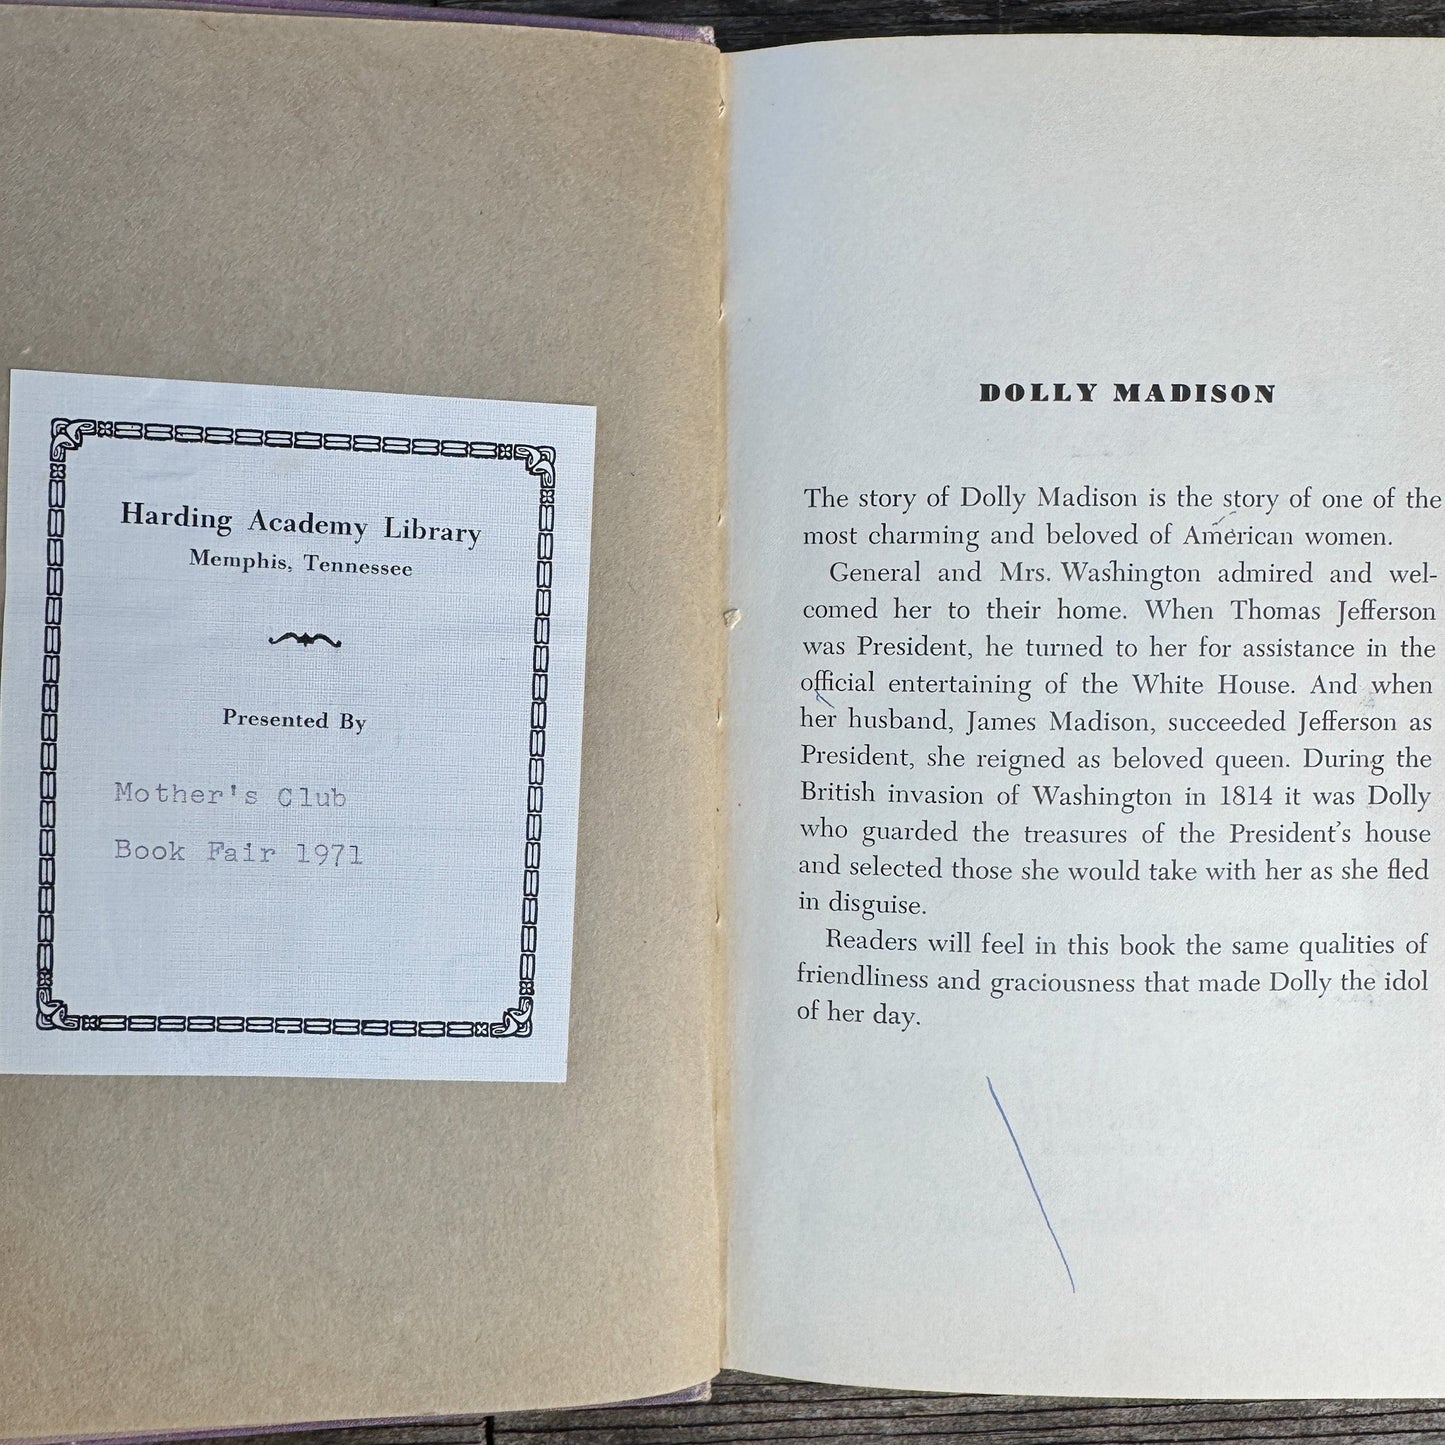 Harding Academy Library
Memphis, Tennessee
Presented By
Mother's Club
Book Fair 1971
DOLLY MADISON
The story of Dolly Madison is the story of one of the
most charming and beloved of American women.
General and Mrs. Washington admired and wel-
comed her to their home. When Thomas Jefferson
was President, he turned to her for assistance in the
official entertaining of the White House. And when
her husband, James Madison, succeeded Jefferson as
President, she reigned as beloved queen. During the
British invasion of Washington in 1814 it was Dolly
who guarded the treasures of the President's house
and selected those she would take with her as she fled
in disguise.
Readers will feel in this book the same qualities of
friendliness and graciousness that made Dolly the idol
of her day.